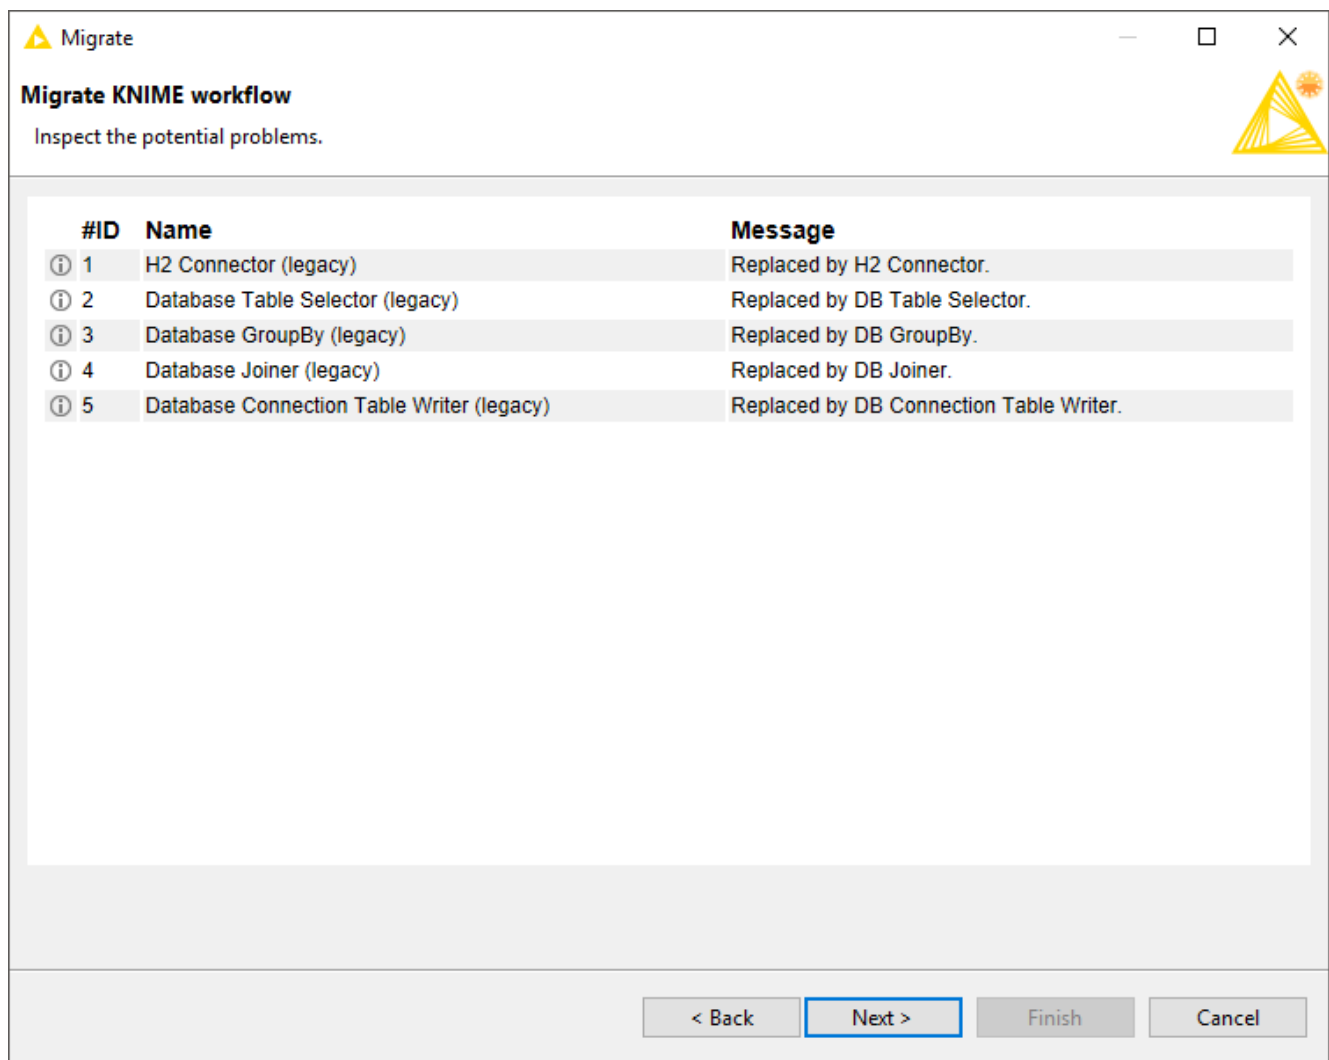 Migrate
Migrate KNIME workflow
Inspect the potential problems.
#ID Name Message
1 H2 Connector (legacy) Replaced by H2 Connector.
2 Database Table Selector (legacy) Replaced by DB Table Selector.
3 Database GroupBy (legacy) Replaced by DB GroupBy.
4 Database Joiner (legacy) Replaced by DB Joiner.
5 Database Connection Table Writer (legacy) Replaced by DB Connection Table Writer.
< Back Next > Finish Cancel